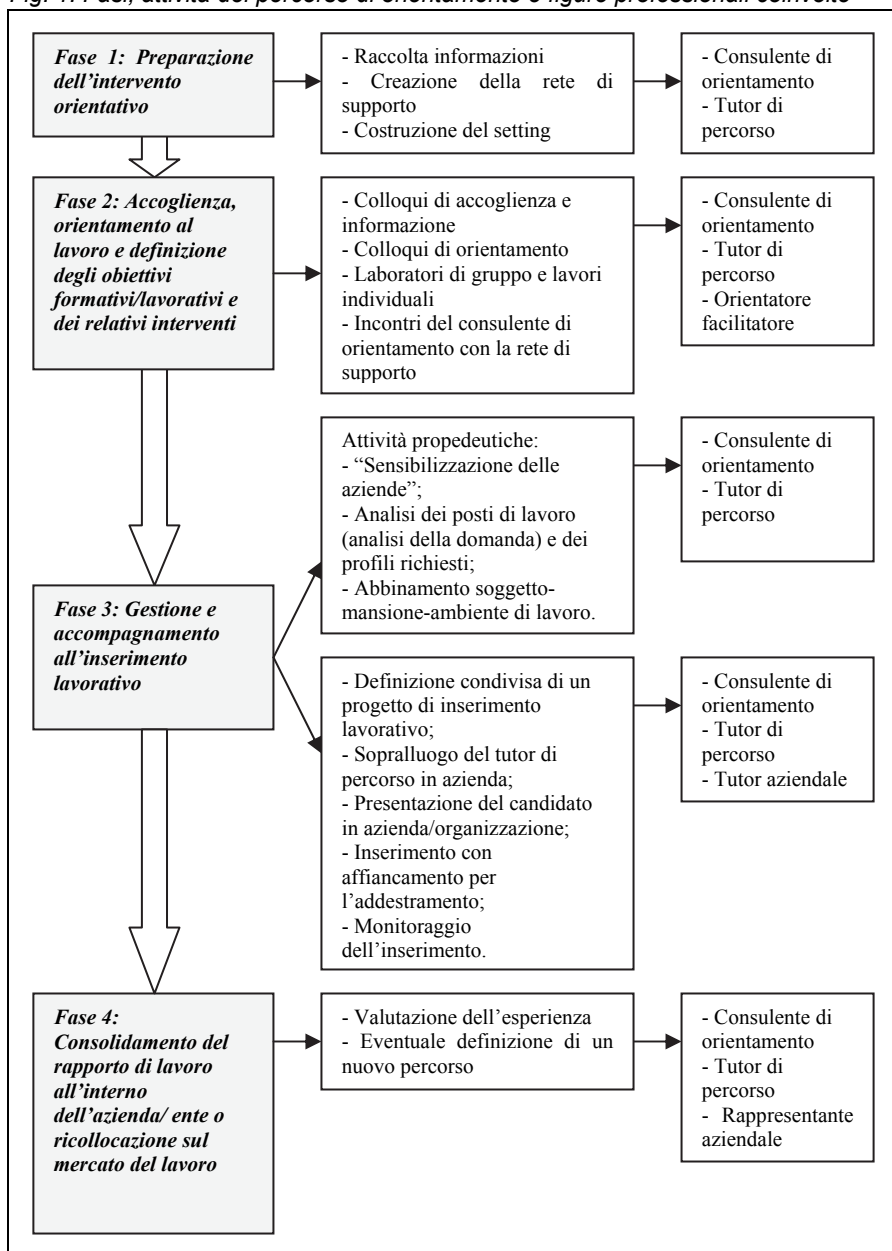 Fig. 1: Fasi, attività del percorso di orientamento e figure professionali coinvolte
Fase 1: Preparazione
dell’intervento
orientativo
- Raccolta informazioni
- Creazione della rete di
supporto
- Costruzione del setting
- Consulente di
orientamento
- Tutor di
percorso
Fase 2: Accoglienza,
orientamento al
lavoro e definizione
degli obiettivi
formativi/lavorativi e
dei relativi interventi
- Colloqui di accoglienza e
informazione
- Colloqui di orientamento
- Laboratori di gruppo e lavori
individuali
- Incontri del consulente di
orientamento con la rete di
supporto
- Consulente di
orientamento
- Tutor di
percorso
- Orientatore
facilitatore
Fase 3: Gestione e
accompagnamento
all’inserimento
lavorativo
Attività propedeutiche:
- “Sensibilizzazione delle
aziende”;
- Analisi dei posti di lavoro
(analisi della domanda) e dei
profili richiesti;
- Abbinamento soggetto-
mansione-ambiente di lavoro.
- Consulente di
orientamento
- Tutor di
percorso
- Definizione condivisa di un
progetto di inserimento
lavorativo;
- Sopralluogo del tutor di
percorso in azienda;
- Presentazione del candidato
in azienda/organizzazione;
- Inserimento con
affiancamento per
l’addestramento;
- Monitoraggio
dell’inserimento.
- Consulente di
orientamento
- Tutor di
percorso
- Tutor aziendale
Fase 4:
Consolidamento del
rapporto di lavoro
all’interno
dell’azienda/ ente o
ricollocazione sul
mercato del lavoro
- Valutazione dell’esperienza
- Eventuale definizione di un
nuovo percorso
- Consulente di
orientamento
- Tutor di
percorso
- Rappresentante
aziendale